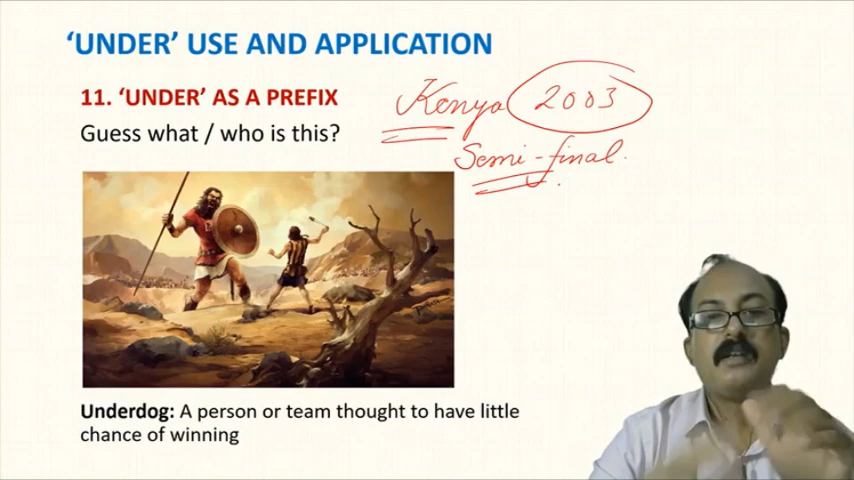 ‘UNDER’ USE AND APPLICATION
11. ‘UNDER’ AS A PREFIX
Kenya 2003
Guess what / who is this?
Semi-final.
Underdog: A person or team thought to have little
chance of winning